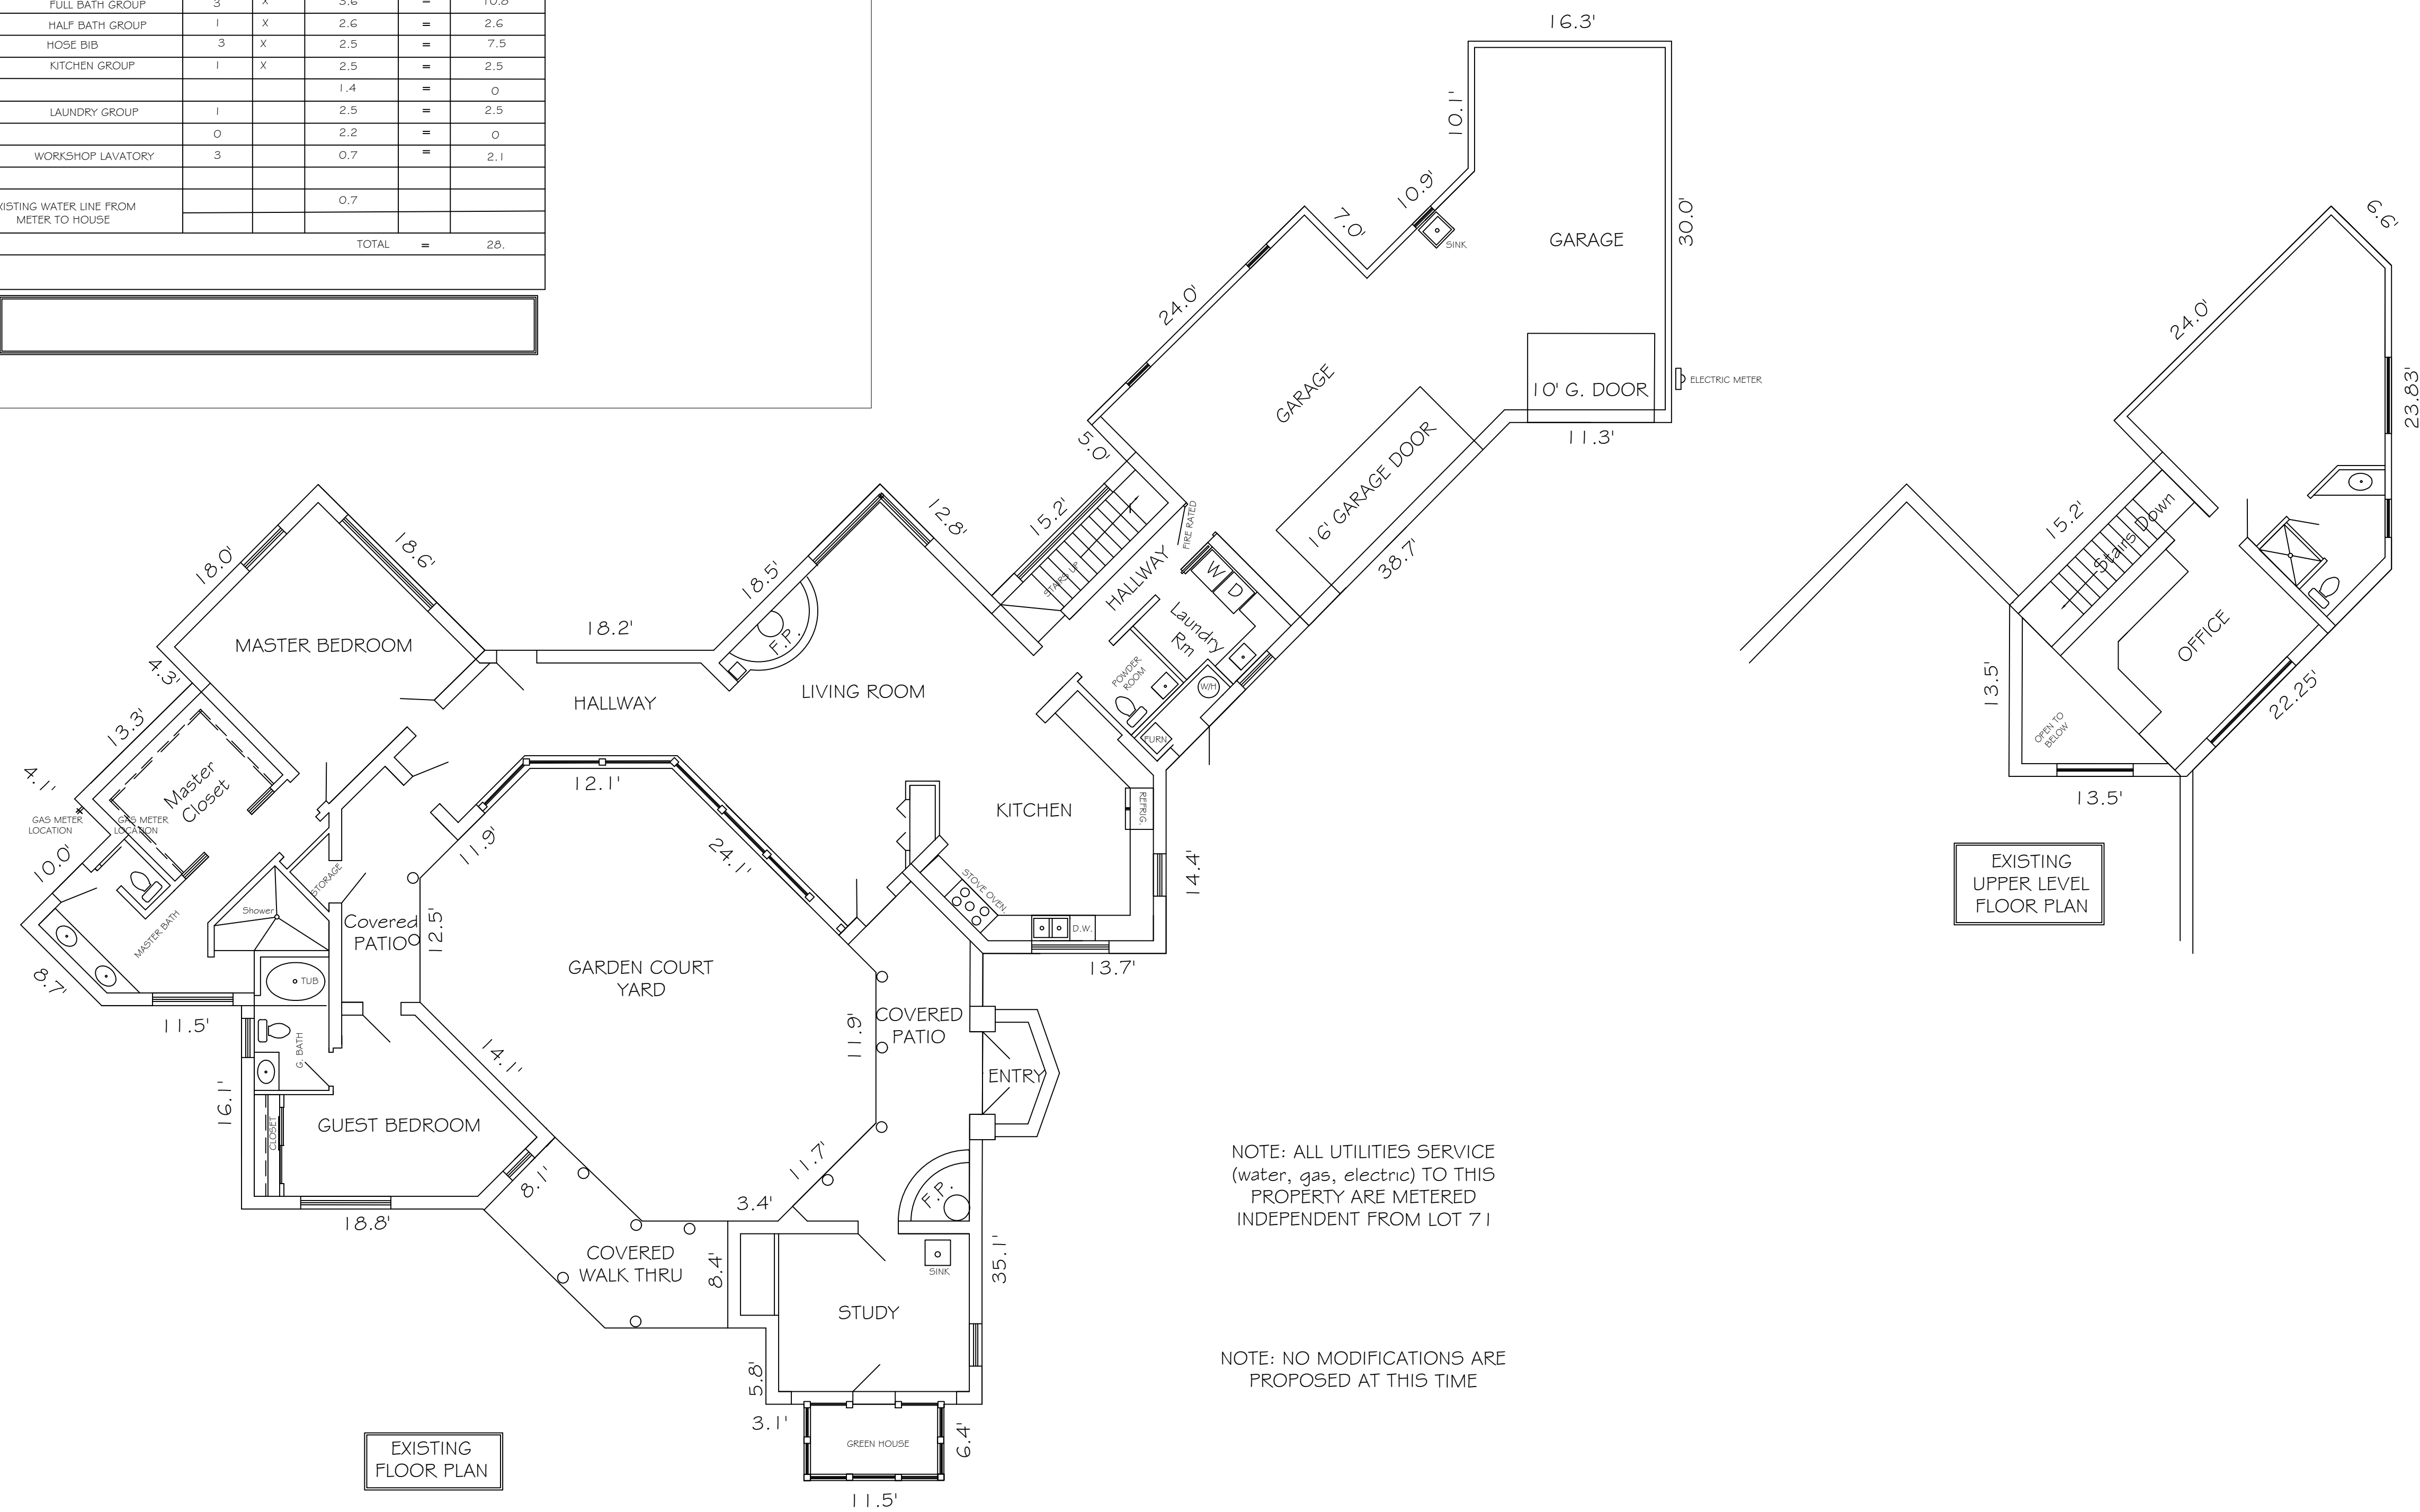 FULL BATH GROUP 3 X 3.6 = 10.8
HALF BATH GROUP 1 X 2.6 = 2.6
HOSE BIB 3 X 2.5 = 7.5
KITCHEN GROUP 1 X 2.5 = 2.5
1.4 = 0
LAUNDRY GROUP 1 2.5 = 2.5
0 2.2 = 0
WORKSHOP LAVATORY 3 0.7 = 2.1
WATER LINE FROM
METER TO HOUSE
0.7
TOTAL = 28.
16.3'
10.1'
10.9'
7.0'
SINK
GARAGE
30.0'
24.0'
GARAGE
10' G. DOOR
ELECTRIC METER
11.3'
16' GARAGE DOOR
38.7'
5.0'
15.2'
STAIRS UP
FIRE RATED
HALLWAY
W
D
Laundry
Rm
POWDER
ROOM
W/H
FURN.
12.8'
18.5'
F.P.
LIVING ROOM
18.2'
HALLWAY
18.6'
18.0'
MASTER BEDROOM
4.3'
13.3'
Master
Closet
4.1'
GAS METER
LOCATION
GAS METER
LOCATION
10.0'
MASTER BATH
8.7'
11.5'
Shower
STORAGE
TUB
Covered
PATIO
12.5'
11.9'
12.1'
24.1'
GARDEN COURT
YARD
KITCHEN
REFRIG.
14.4'
STOVE OVEN.
D.W.
13.7'
COVERED
PATIO
11.9'
ENTRY
G. BATH
16.1'
CLOSET
GUEST BEDROOM
14.1'
18.8'
8.1'
11.7'
3.4'
F.P.
COVERED
WALK THRU
8.4'
SINK
35.1'
STUDY
5.8'
3.1'
GREEN HOUSE
6.4'
11.5'
EXISTING
FLOOR PLAN
NOTE: ALL UTILITIES SERVICE
(water, gas, electric) TO THIS
PROPERTY ARE METERED
INDEPENDENT FROM LOT 71
NOTE: NO MODIFICATIONS ARE
PROPOSED AT THIS TIME
6.6'
24.0'
23.83'
15.2'
Stairs Down
OFFICE
22.25'
13.5'
OPEN TO
BELOW
13.5'
EXISTING
UPPER LEVEL
FLOOR PLAN